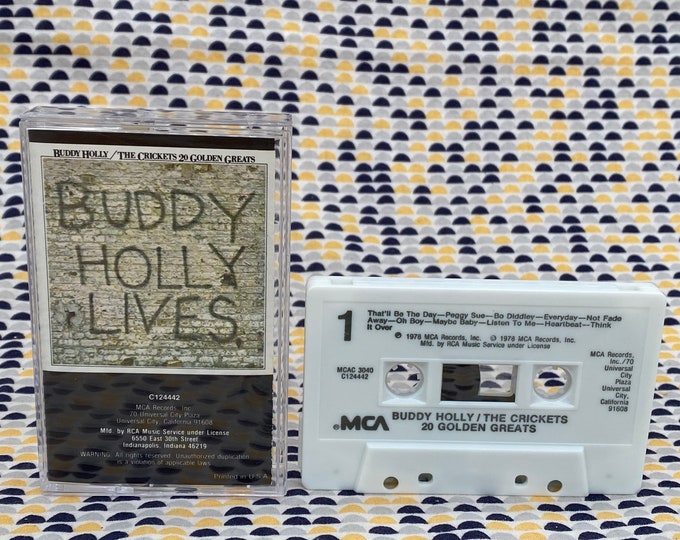 BUDDY HOLLY / THE CRICKETS 20 GOLDEN GREATS
BUDDY
HOLLY
LIVES
C124442
MCA Records, Inc.
70 Universal City Plaza
Universal City, California 91608
Mfd. by RCA Music Service under License
6550 East 30th Street
Indianapolis, Indiana 46219
WARNING: All rights reserved. Unauthorized duplication
is a violation of applicable laws.
Printed in U.S.A.
1
That'll Be The Day—Peggy Sue—Bo Diddley—Everyday—Not Fade
Away—Oh Boy—Maybe Baby—Listen To Me—Heartbeat—Think
It Over
℗ 1978 MCA Records, Inc. © 1978 MCA Records, Inc.
Mfd. by RCA Music Service under License
MCAC 3040
C124442
MCA Records,
Inc./70
Universal
City
Plaza
Universal
City,
California
91608
MCA
BUDDY HOLLY / THE CRICKETS
20 GOLDEN GREATS